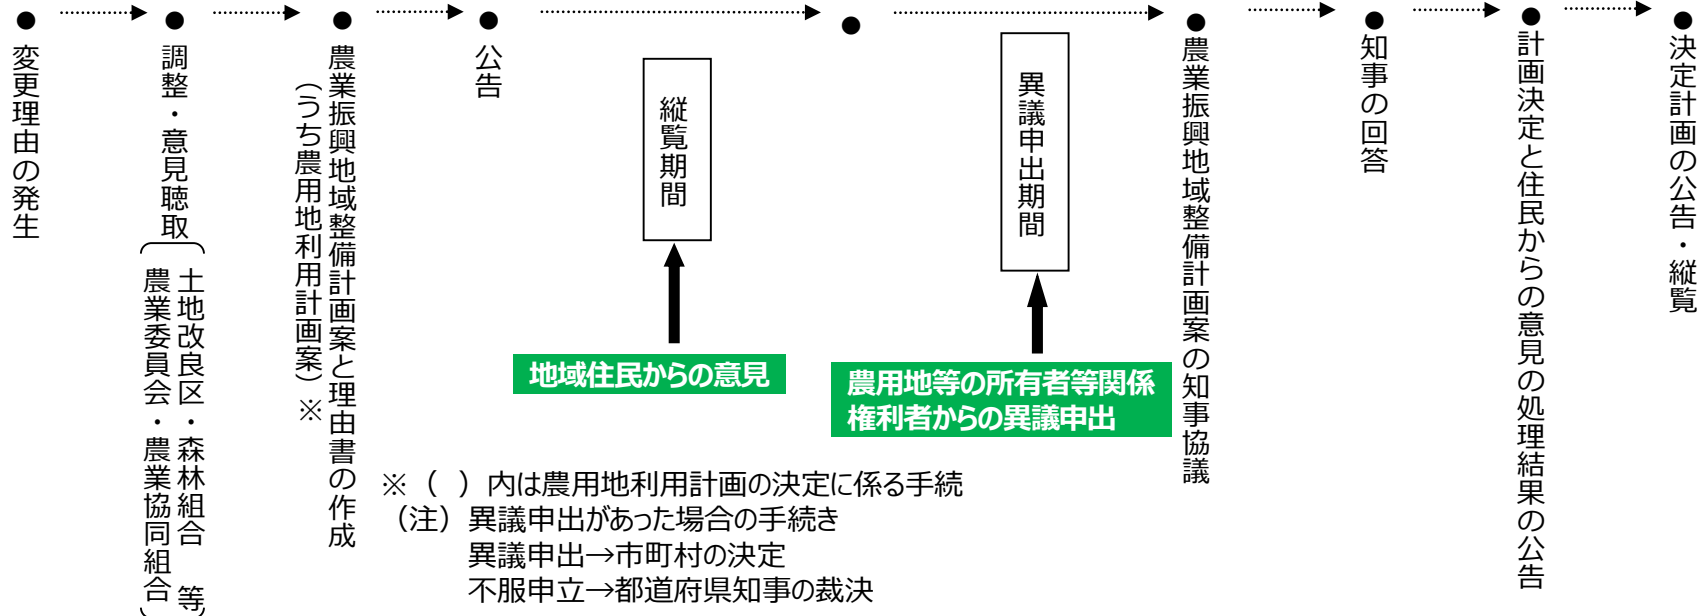 変更理由の発生
調整・意見聴取
土地改良区・森林組合 等
農業委員会・農業協同組合
農業振興地域整備計画案と理由書の作成
(うち農用地利用計画案)※
公告
縦覧期間
地域住民からの意見
異議申出期間
農用地等の所有者等関係
権利者からの異議申出
農業振興地域整備計画案の知事協議
知事の回答
計画決定と住民からの意見の処理結果の公告
決定計画の公告・縦覧
※( )内は農用地利用計画の決定に係る手続
(注)異議申出があった場合の手続き
異議申出→市町村の決定
不服申立→都道府県知事の裁決